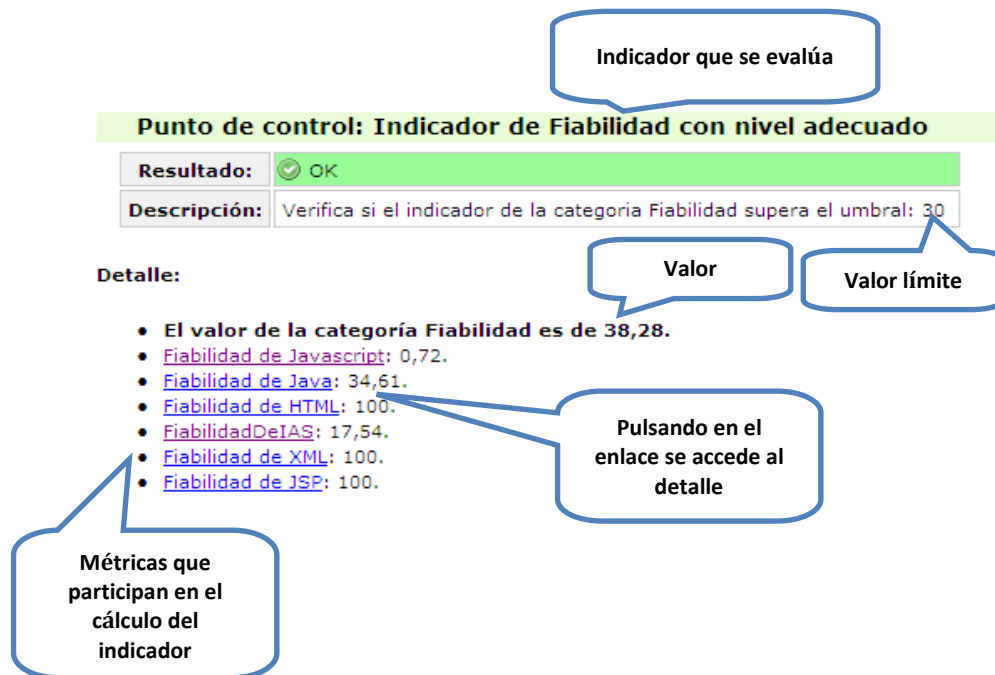 Indicador que se evalúa
Punto de control: Indicador de Fiabilidad con nivel adecuado
Resultado: OK
Descripción: Verifica si el indicador de la categoria Fiabilidad supera el umbral: 30
Valor
Valor límite
Detalle:
• El valor de la categoría Fiabilidad es de 38,28.
• Fiabilidad de Javascript: 0,72.
• Fiabilidad de Java: 34,61.
• Fiabilidad de HTML: 100.
• FiabilidadDeIAS: 17,54.
• Fiabilidad de XML: 100.
• Fiabilidad de JSP: 100.
Pulsando en el
enlace se accede al
detalle
Métricas que
participan en el
cálculo del
indicador